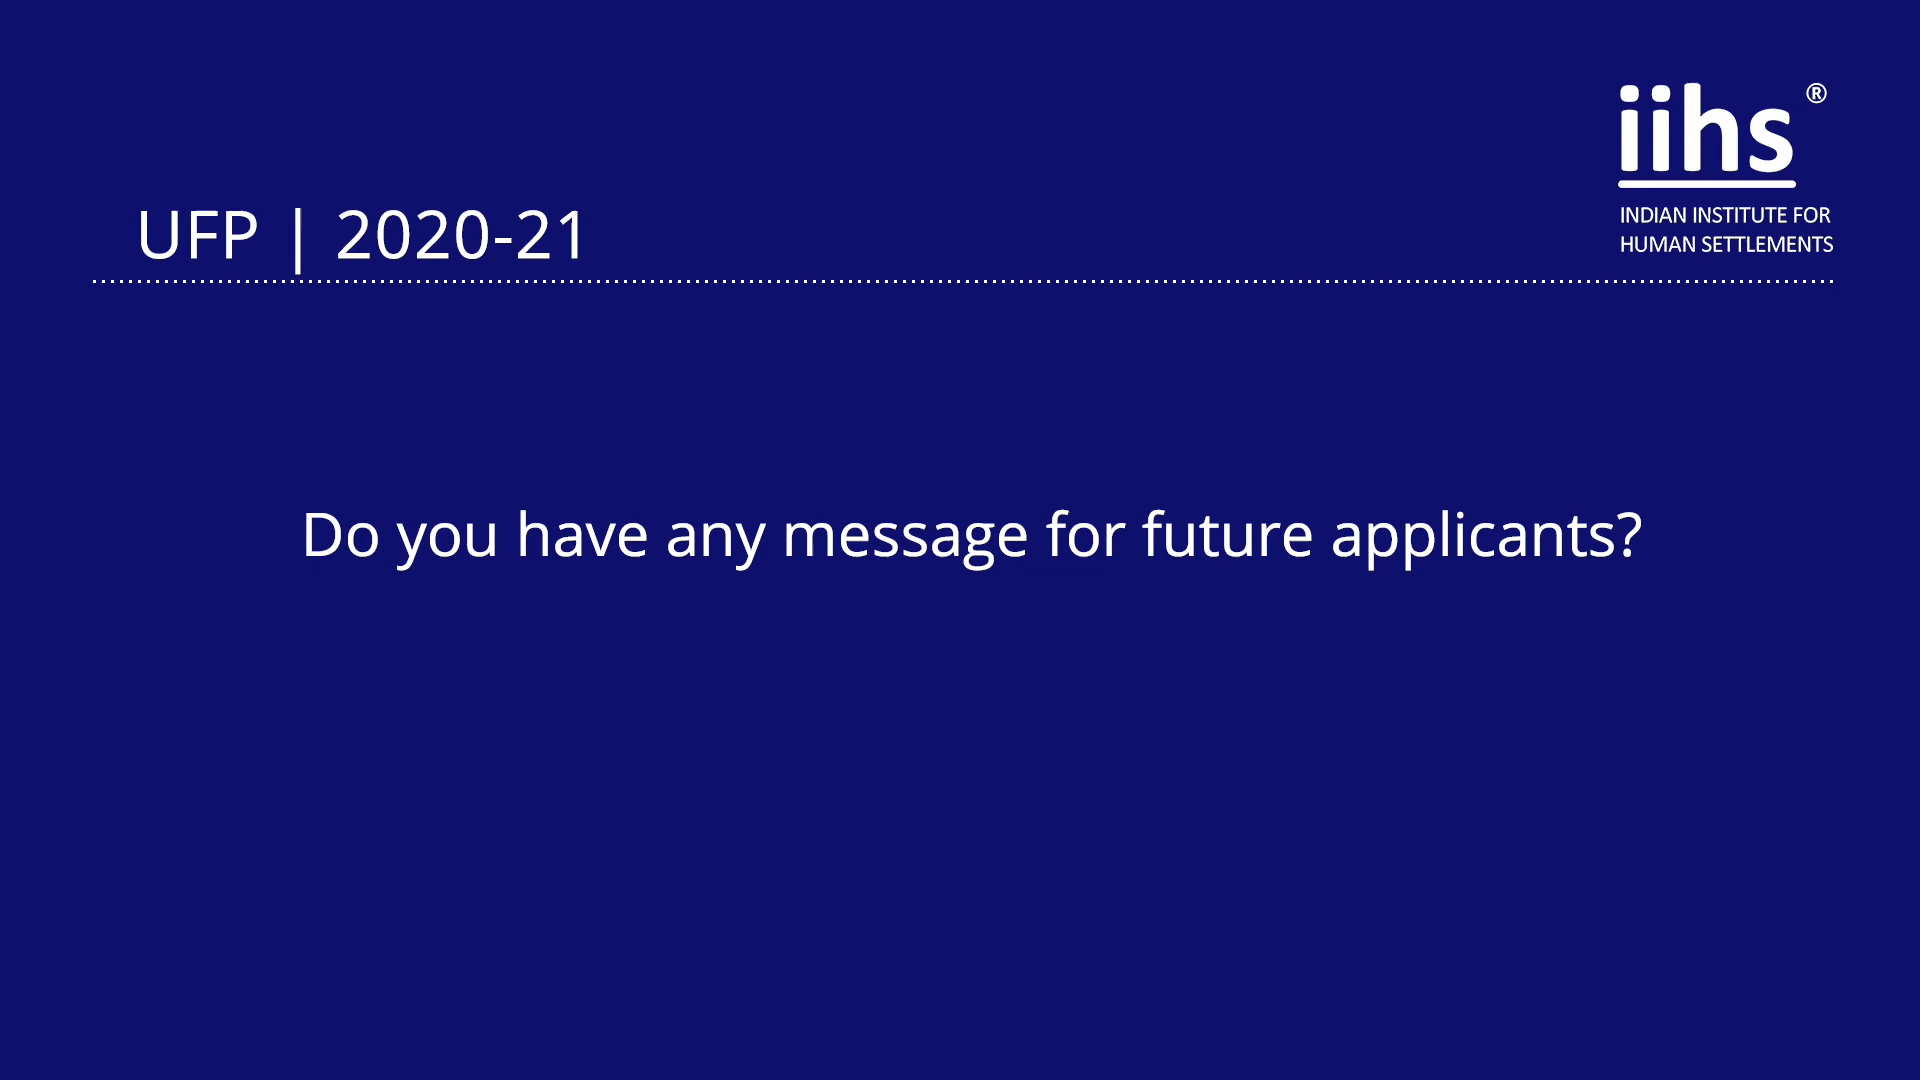 iihs ®
INDIAN INSTITUTE FOR
HUMAN SETTLEMENTS
UFP | 2020-21
Do you have any message for future applicants?